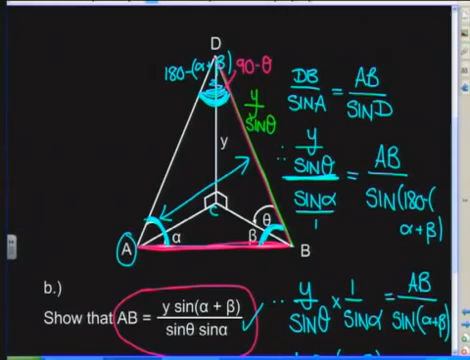 D
180-(α+β)
90-θ
y/SINθ
y
C
θ
A
α
β
B
DB/SINA = AB/SIND
∴ y/SINθ / SINα/1 = AB/SIN(180-(α+β)
b.)
Show that AB = y sin(α + β)/sinθ sinα ✓
∴ y/SINθ × 1/SINα = AB/SIN(α+β)